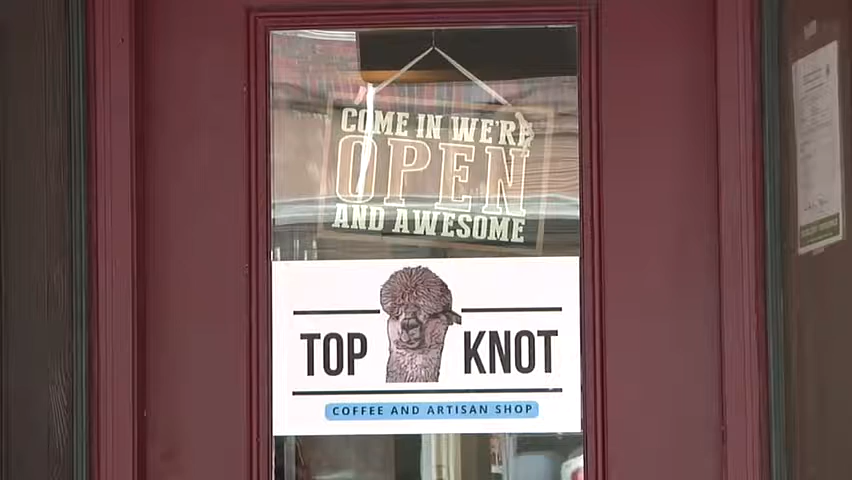 COME IN WE'RE
OPEN
AND AWESOME
TOP KNOT
COFFEE AND ARTISAN SHOP